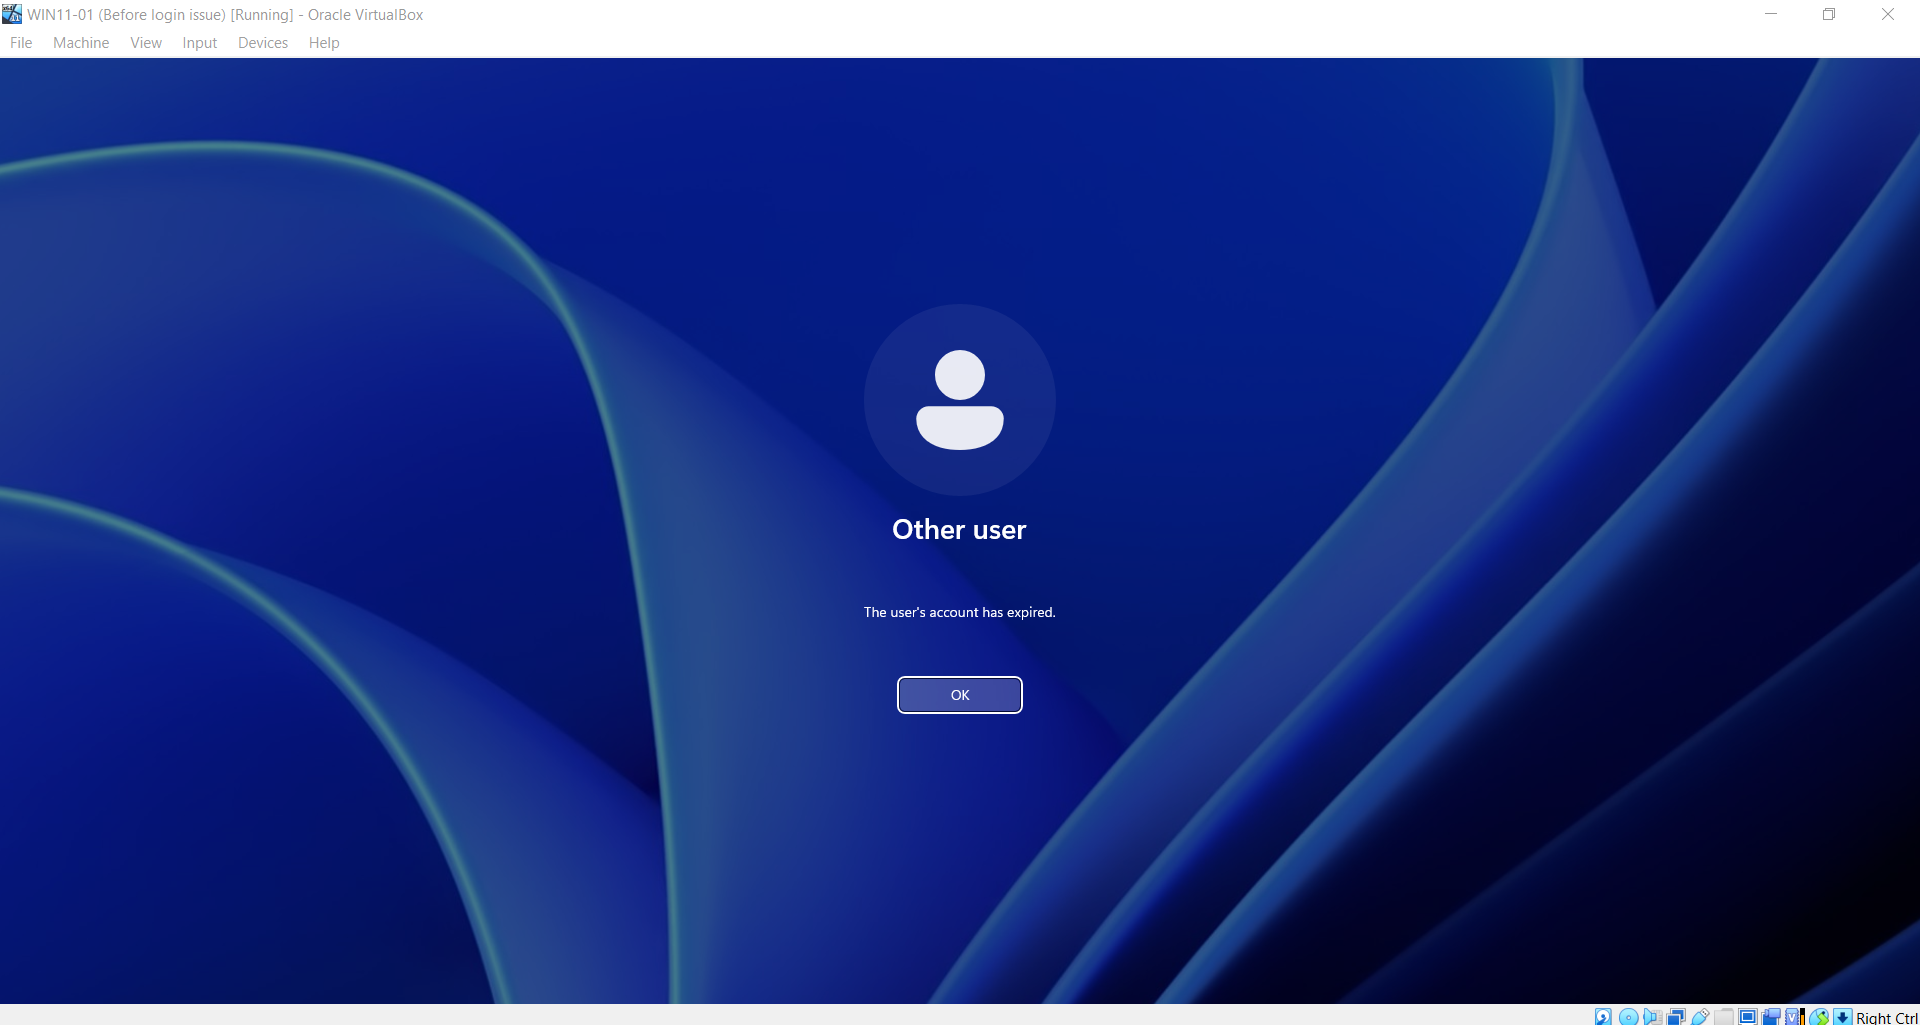 WIN11-01 (Before login issue) [Running] - Oracle VirtualBox
File Machine View Input Devices Help
Other user
The user's account has expired.
OK
Right Ctrl